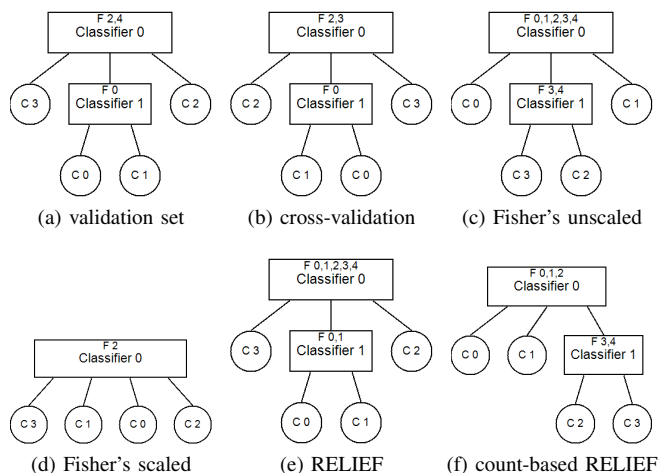 F 2,4
Classifier 0
C 3
F 0
Classifier 1
C 2
C 0
C 1
(a) validation set
F 2,3
Classifier 0
C 2
F 0
Classifier 1
C 3
C 1
C 0
(b) cross-validation
F 0,1,2,3,4
Classifier 0
C 0
F 3,4
Classifier 1
C 1
C 3
C 2
(c) Fisher's unscaled
F 2
Classifier 0
C 3
C 1
C 0
C 2
(d) Fisher's scaled
F 0,1,2,3,4
Classifier 0
C 3
F 0,1
Classifier 1
C 2
C 0
C 1
(e) RELIEF
F 0,1,2
Classifier 0
C 0
C 1
F 3,4
Classifier 1
C 2
C 3
(f) count-based RELIEF